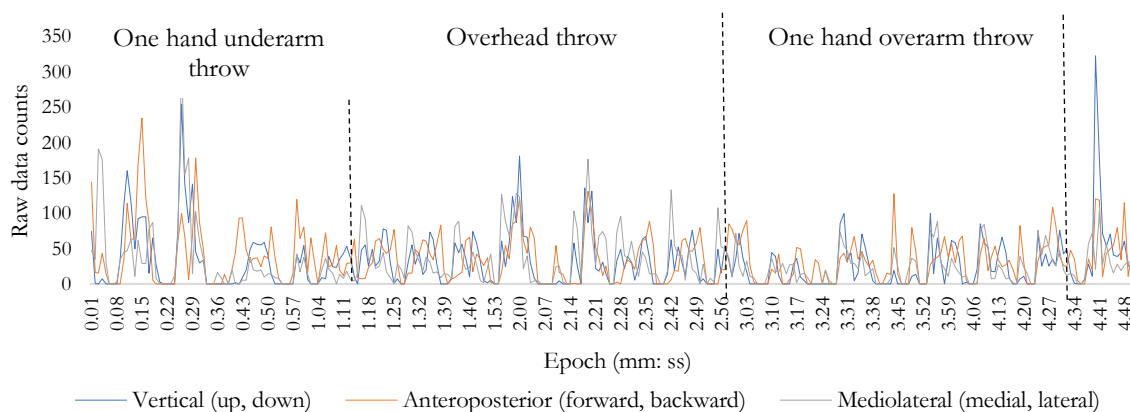 One hand underarm
throw
Overhead throw
One hand overarm throw
350
300
250
200
150
100
50
0
Raw data counts
0.01 0.08 0.15 0.22 0.29 0.36 0.43 0.50 0.57 1.04 1.11 1.18 1.25 1.32 1.39 1.46 1.53 2.00 2.07 2.14 2.21 2.28 2.35 2.42 2.49 2.56 3.03 3.10 3.17 3.24 3.31 3.38 3.45 3.52 3.59 4.06 4.13 4.20 4.27 4.34 4.41 4.48
Epoch (mm: ss)
Vertical (up, down) Anteroposterior (forward, backward) Mediolateral (medial, lateral)